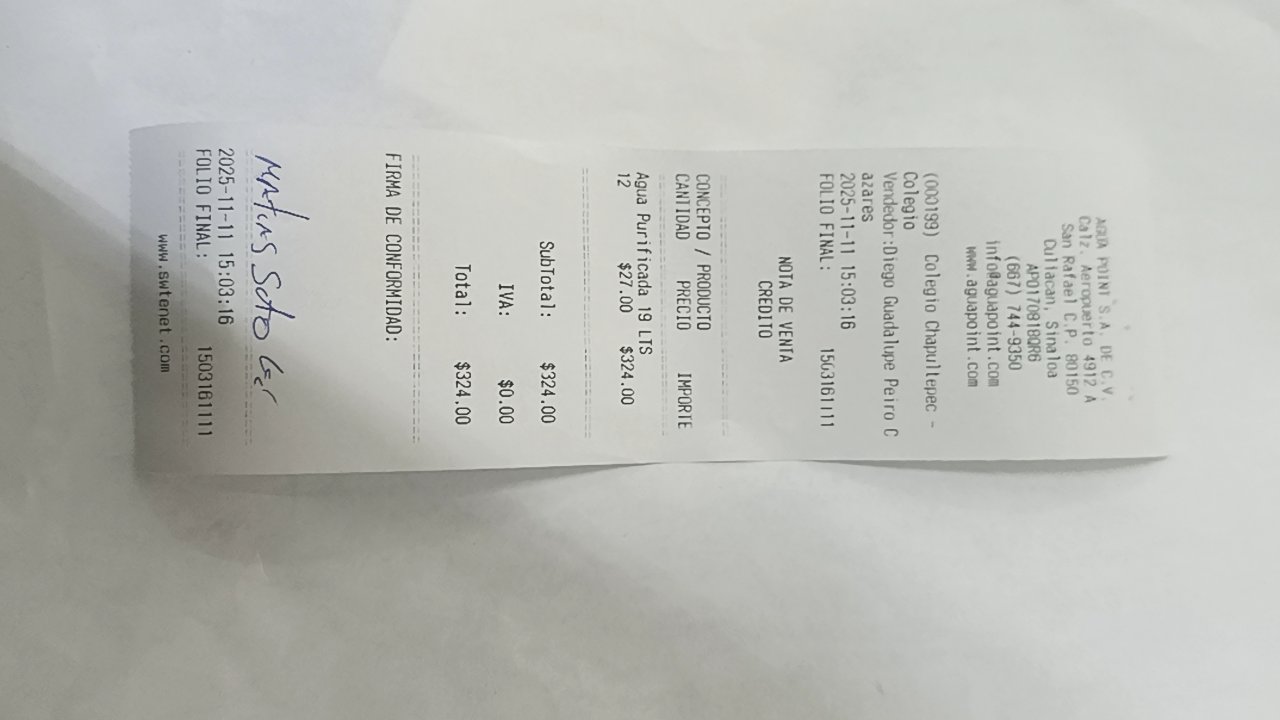 AGUA POINT S.A. DE C.V.
Calz. Aeropuerto 4912 A
San Rafael C.P. 80150
Culiacan, Sinaloa
APO170818QR6
(667) 744-9350
info@aguapoint.com
www.aguapoint.com
(000199) Colegio Chapultepec -
Colegio
Vendedor:Diego Guadalupe Peiro C
azares
2025-11-11 15:03:16
FOLIO FINAL: 1503161111
NOTA DE VENTA
CREDITO
CONCEPTO / PRODUCTO
CANTIDAD PRECIO IMPORTE
Agua Purificada 19 LTS
12 $27.00 $324.00
SubTotal: $324.00
IVA: $0.00
Total: $324.00
FIRMA DE CONFORMIDAD:
Matias Soto
2025-11-11 15:03:16
FOLIO FINAL: 1503161111
www.swtenet.com